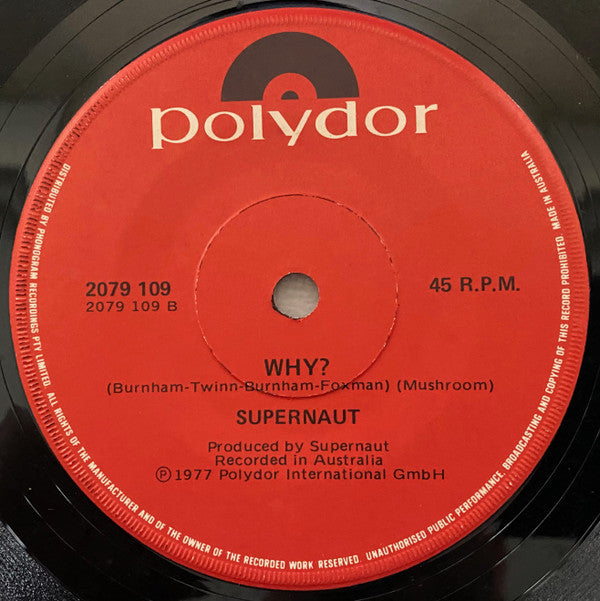 polydor
2079 109
2079 109 B
45 R.P.M.
WHY?
(Burnham-Twinn-Burnham-Foxman) (Mushroom)
SUPERNAUT
Produced by Supernaut
Recorded in Australia
Ⓟ1977 Polydor International GmbH
DISTRIBUTED BY PHONOGRAM RECORDINGS PTY LIMITED. ALL RIGHTS OF THE MANUFACTURER AND OF THE OWNER OF THE RECORDED WORK RESERVED. UNAUTHORISED PUBLIC PERFORMANCE, BROADCASTING AND COPYING OF THIS RECORD PROHIBITED. MADE IN AUSTRALIA